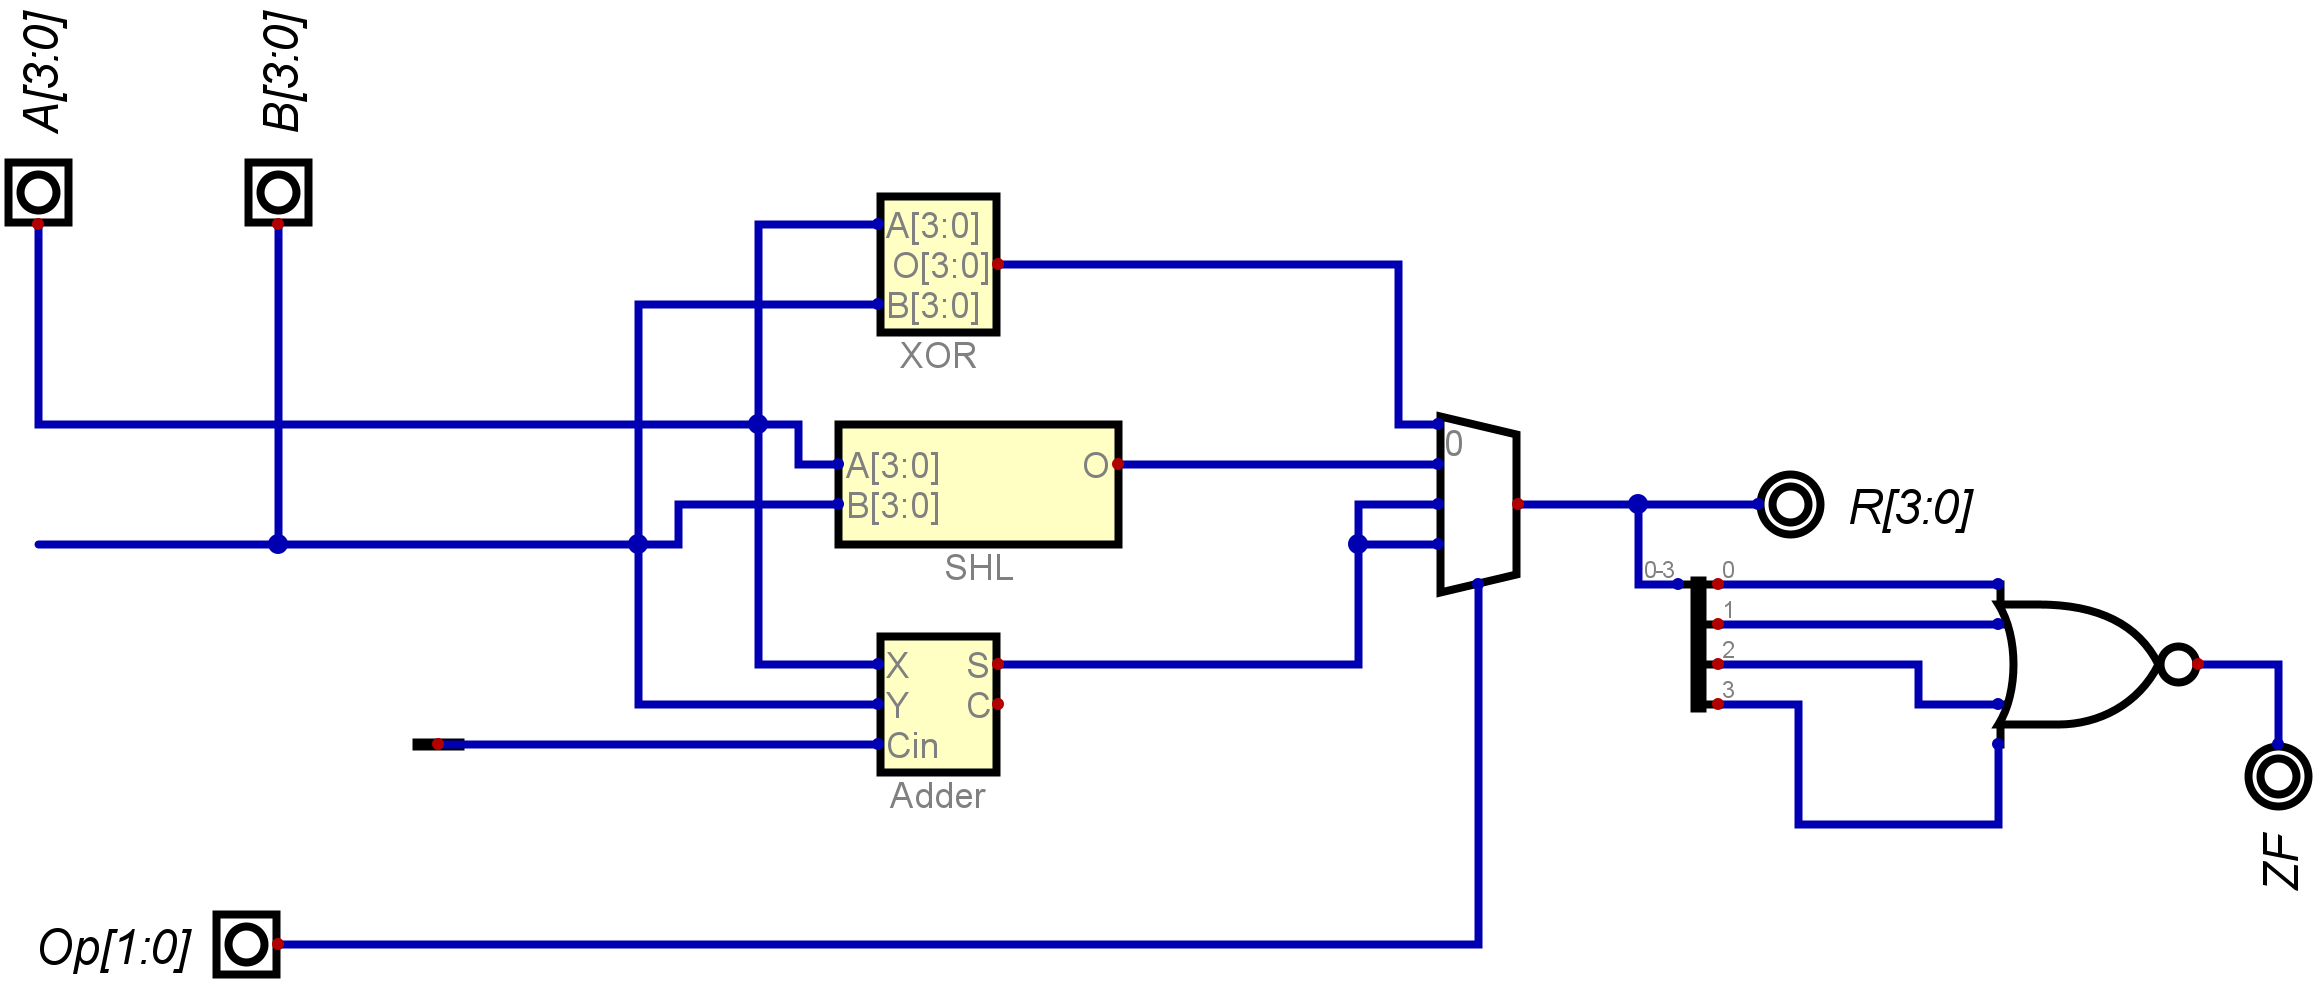 A[3:0]
B[3:0]
A[3:0]
O[3:0]
B[3:0]
XOR
A[3:0]
O
B[3:0]
SHL
0
R[3:0]
0-3
0
1
2
3
X
S
Y
C
Cin
Adder
ZF
Op[1:0]